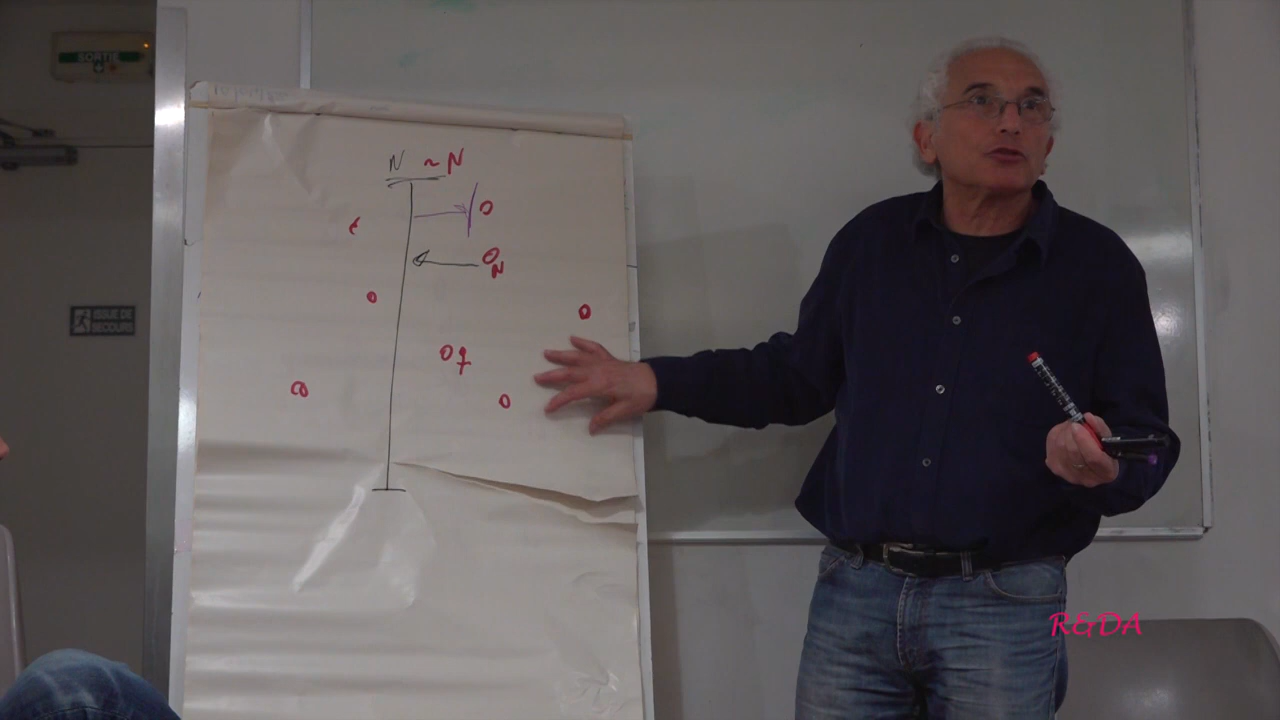 SORTIE
N ~ N
O
O
N
ISSUE DE
SECOURS
R&DA